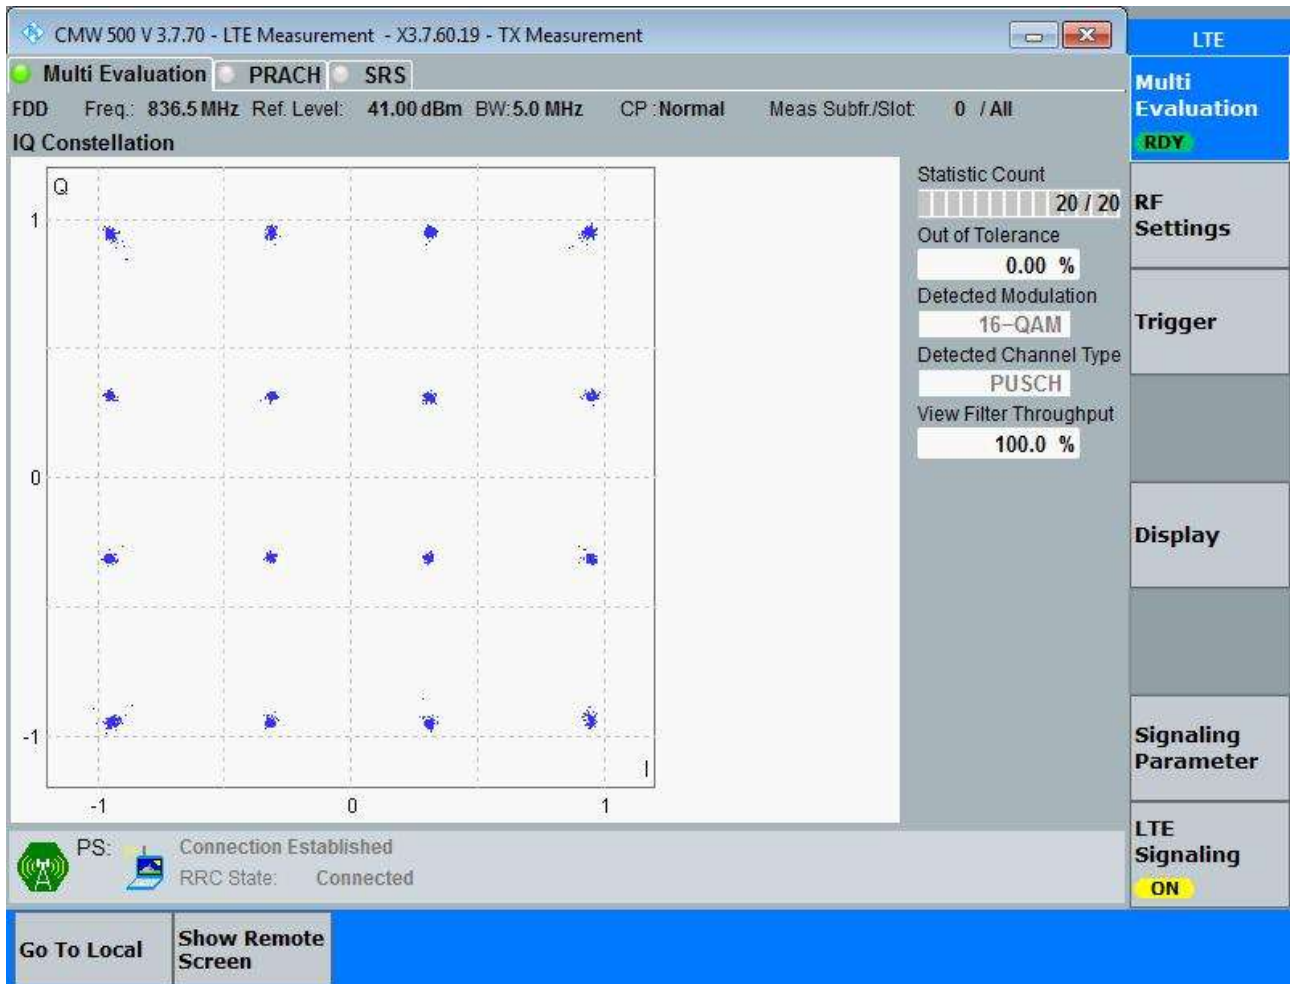 CMW 500 V 3.7.70 - LTE Measurement - X3.7.60.19 - TX Measurement
LTE
Multi Evaluation PRACH SRS
FDD Freq.: 836.5 MHz Ref. Level: 41.00 dBm BW: 5.0 MHz CP : Normal Meas Subfr./Slot: 0 / All
IQ Constellation
Multi
Evaluation
RDY
Q
1
0
-1
-1 0 1
I
Statistic Count
20 / 20
Out of Tolerance
0.00 %
Detected Modulation
16-QAM
Detected Channel Type
PUSCH
View Filter Throughput
100.0 %
RF
Settings
Trigger
Display
Signaling
Parameter
LTE
Signaling
ON
PS: Connection Established
RRC State: Connected
Go To Local
Show Remote
Screen